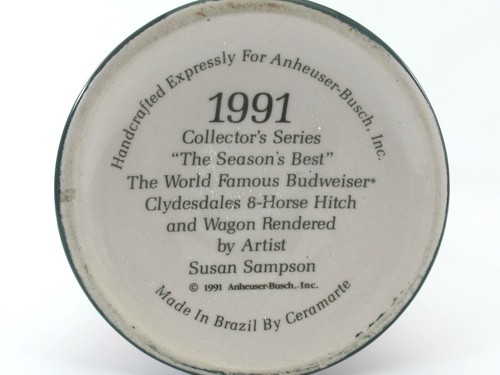 Handcrafted Expressly For Anheuser-Busch, Inc.
1991
Collector's Series
"The Season's Best"
The World Famous Budweiser®
Clydesdales 8-Horse Hitch
and Wagon Rendered
by Artist
Susan Sampson
© 1991 Anheuser-Busch, Inc.
Made In Brazil By Ceramarte